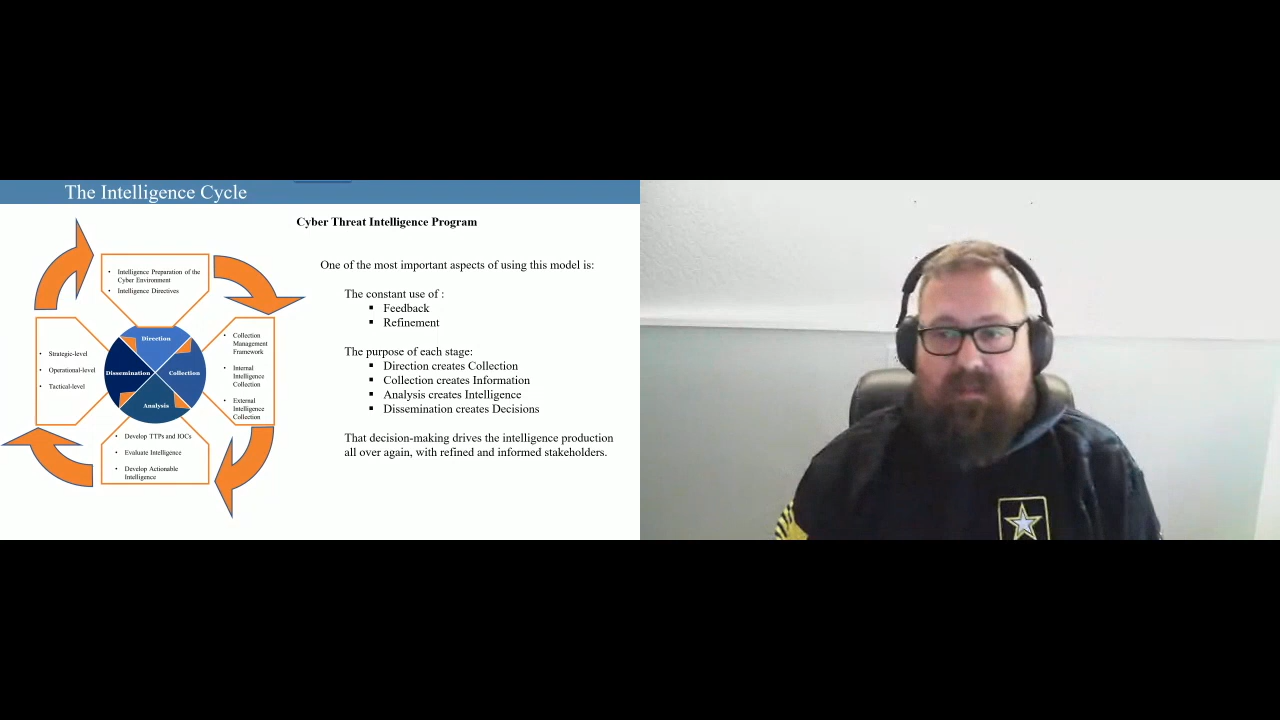 The Intelligence Cycle
Cyber Threat Intelligence Program
• Intelligence Preparation of the
Cyber Environment
• Intelligence Directives
Direction
Dissemination
Collection
Analysis
• Strategic-level
• Operational-level
• Tactical-level
• Collection
Management
Framework
• Internal
Intelligence
Collection
• External
Intelligence
Collection
• Develop TTPs and IOCs
• Evaluate Intelligence
• Develop Actionable
Intelligence
One of the most important aspects of using this model is:
The constant use of :
▪ Feedback
▪ Refinement
The purpose of each stage:
▪ Direction creates Collection
▪ Collection creates Information
▪ Analysis creates Intelligence
▪ Dissemination creates Decisions
That decision-making drives the intelligence production
all over again, with refined and informed stakeholders.